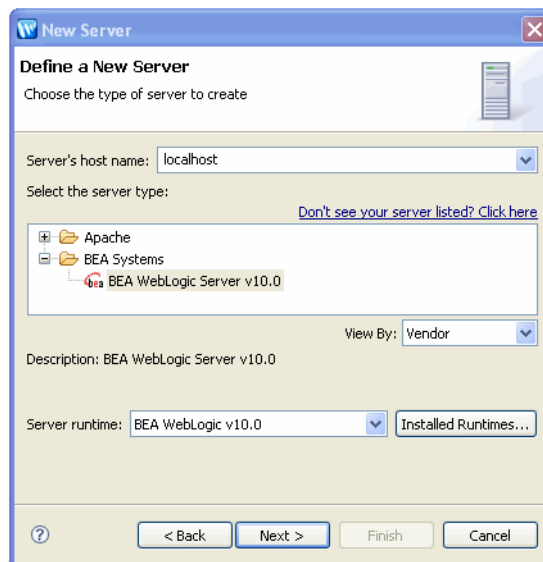 New Server
Define a New Server
Choose the type of server to create
Server's host name: localhost
Select the server type:
Don't see your server listed? Click here
Apache
BEA Systems
bea BEA WebLogic Server v10.0
View By: Vendor
Description: BEA WebLogic Server v10.0
Server runtime: BEA WebLogic v10.0 Installed Runtimes...
? < Back Next > Finish Cancel